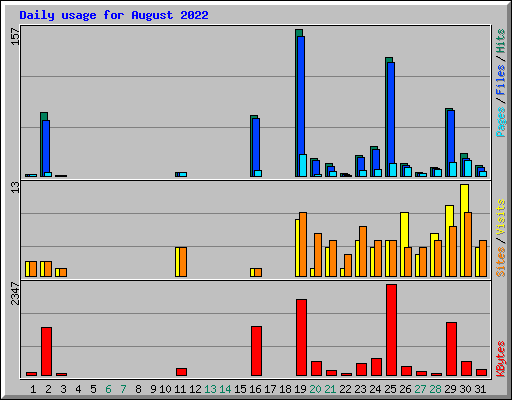 Daily usage for August 2022
157
Pages / Files / Hits
13
Sites / Visits
2347
KBytes
1 2 3 4 5 6 7 8 9 10 11 12 13 14 15 16 17 18 19 20 21 22 23 24 25 26 27 28 29 30 31